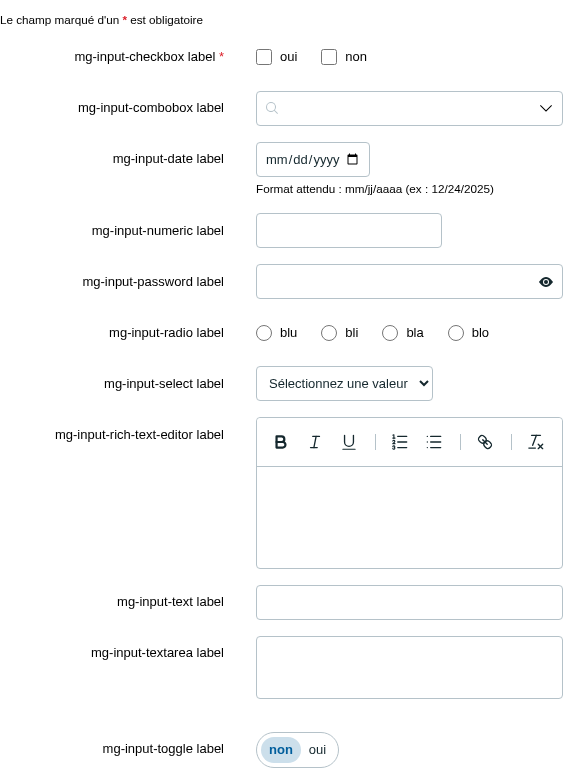 Le champ marqué d'un * est obligatoire
mg-input-checkbox label * oui non
mg-input-combobox label
mg-input-date label mm/dd/yyyy
Format attendu : mm/jj/aaaa (ex : 12/24/2025)
mg-input-numeric label
mg-input-password label
mg-input-radio label blu bli bla blo
mg-input-select label Sélectionnez une valeur
mg-input-rich-text-editor label
mg-input-text label
mg-input-textarea label
mg-input-toggle label non oui